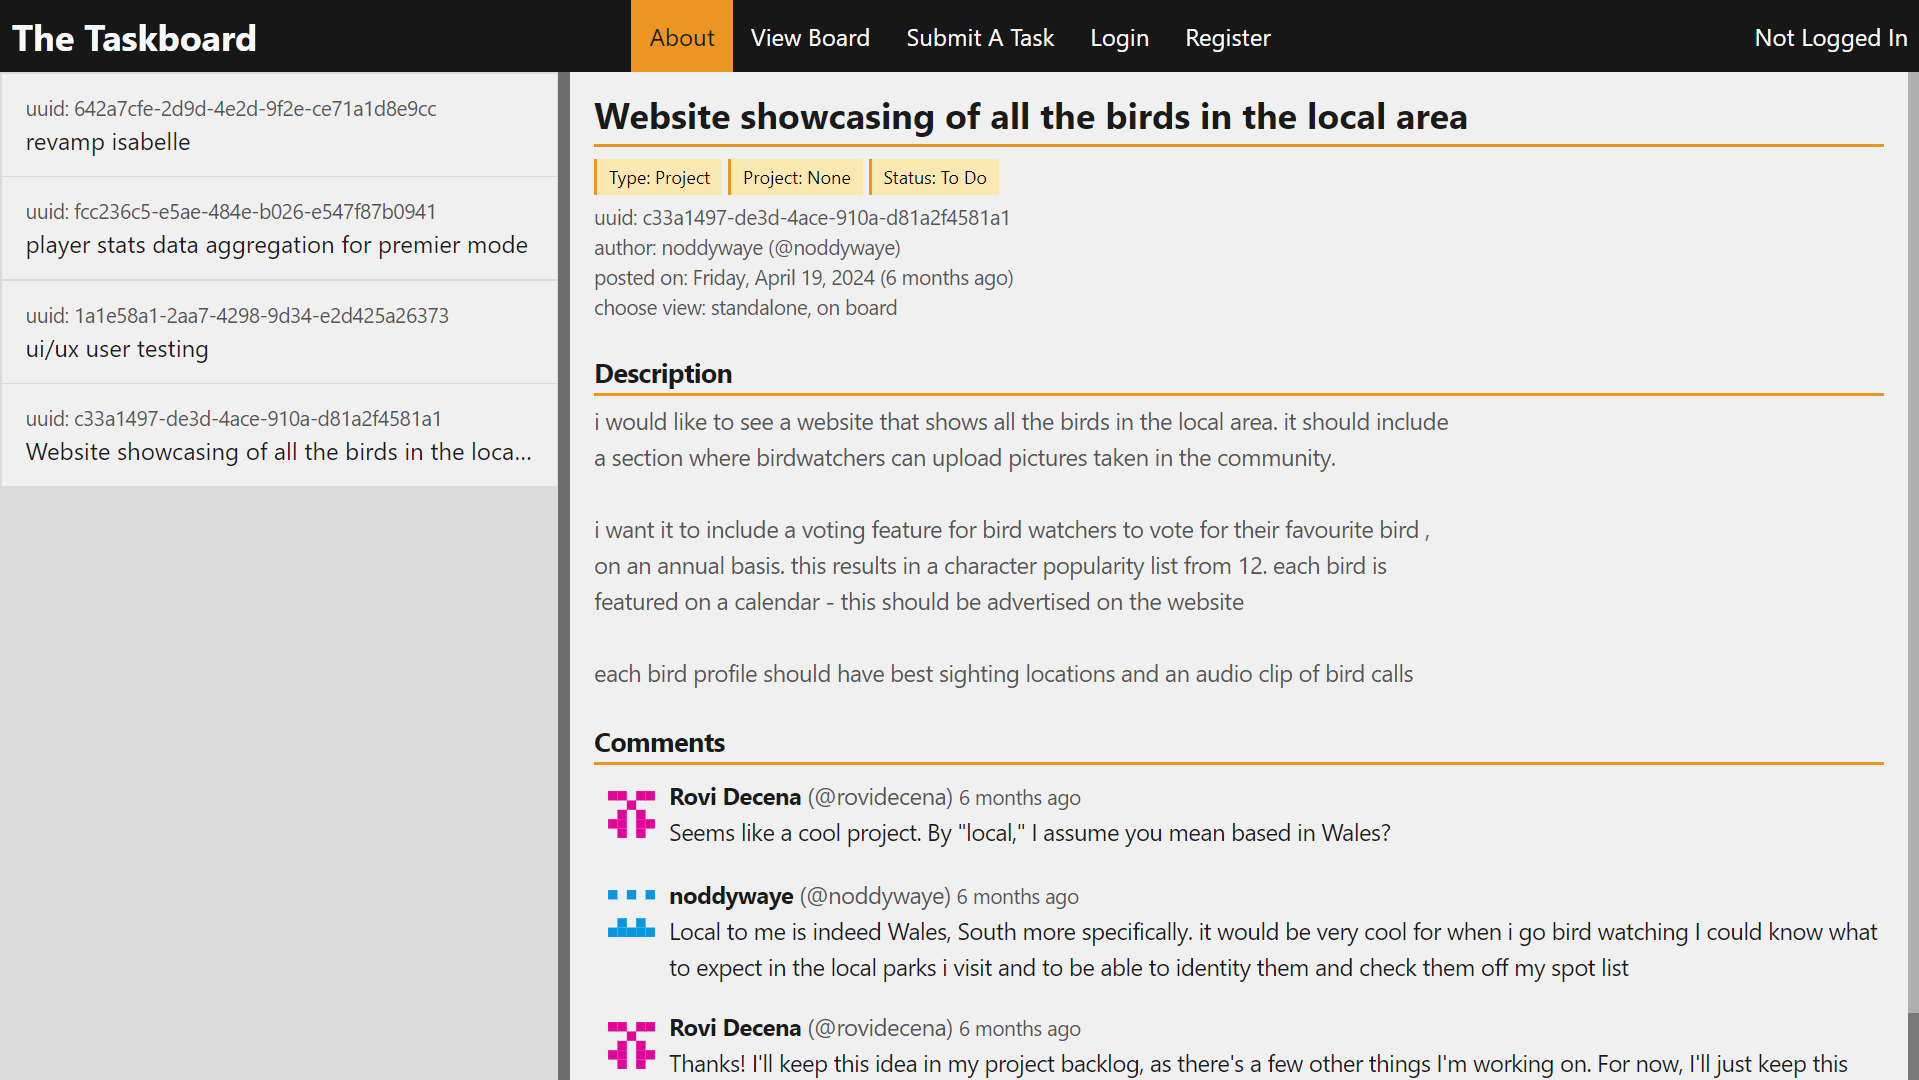 The Taskboard
About
View Board
Submit A Task
Login
Register
Not Logged In
uuid: 642a7cfe-2d9d-4e2d-9f2e-ce71a1d8e9cc
revamp isabelle
uuid: fcc236c5-e5ae-484e-b026-e547f87b0941
player stats data aggregation for premier mode
uuid: 1a1e58a1-2aa7-4298-9d34-e2d425a26373
ui/ux user testing
uuid: c33a1497-de3d-4ace-910a-d81a2f4581a1
Website showcasing of all the birds in the loca...
Website showcasing of all the birds in the local area
Type: Project
Project: None
Status: To Do
uuid: c33a1497-de3d-4ace-910a-d81a2f4581a1
author: noddywaye (@noddywaye)
posted on: Friday, April 19, 2024 (6 months ago)
choose view: standalone, on board
Description
i would like to see a website that shows all the birds in the local area. it should include
a section where birdwatchers can upload pictures taken in the community.
i want it to include a voting feature for bird watchers to vote for their favourite bird ,
on an annual basis. this results in a character popularity list from 12. each bird is
featured on a calendar - this should be advertised on the website
each bird profile should have best sighting locations and an audio clip of bird calls
Comments
Rovi Decena (@rovidecena) 6 months ago
Seems like a cool project. By "local," I assume you mean based in Wales?
noddywaye (@noddywaye) 6 months ago
Local to me is indeed Wales, South more specifically. it would be very cool for when i go bird watching I could know what
to expect in the local parks i visit and to be able to identity them and check them off my spot list
Rovi Decena (@rovidecena) 6 months ago
Thanks! I'll keep this idea in my project backlog, as there's a few other things I'm working on. For now, I'll just keep this